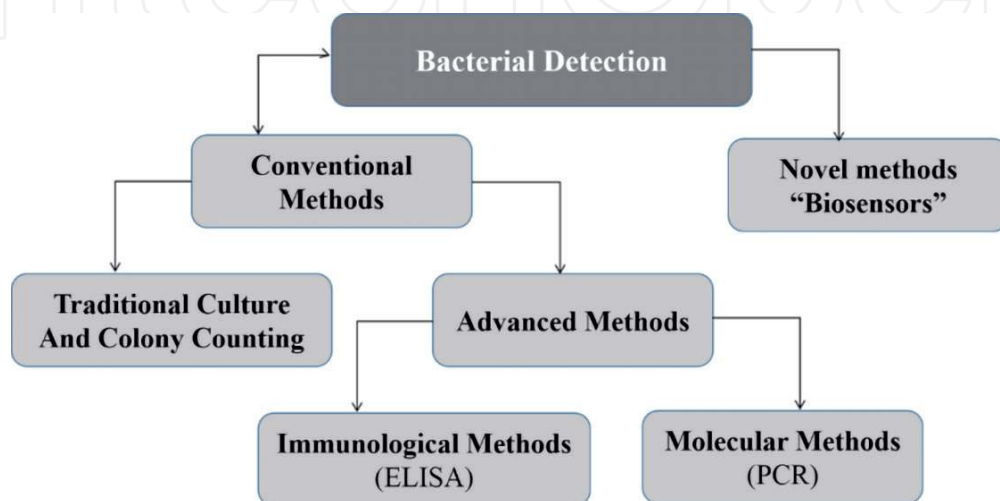 Bacterial Detection
Conventional
Methods
Novel methods
“Biosensors”
Traditional Culture
And Colony Counting
Advanced Methods
Immunological Methods
(ELISA)
Molecular Methods
(PCR)